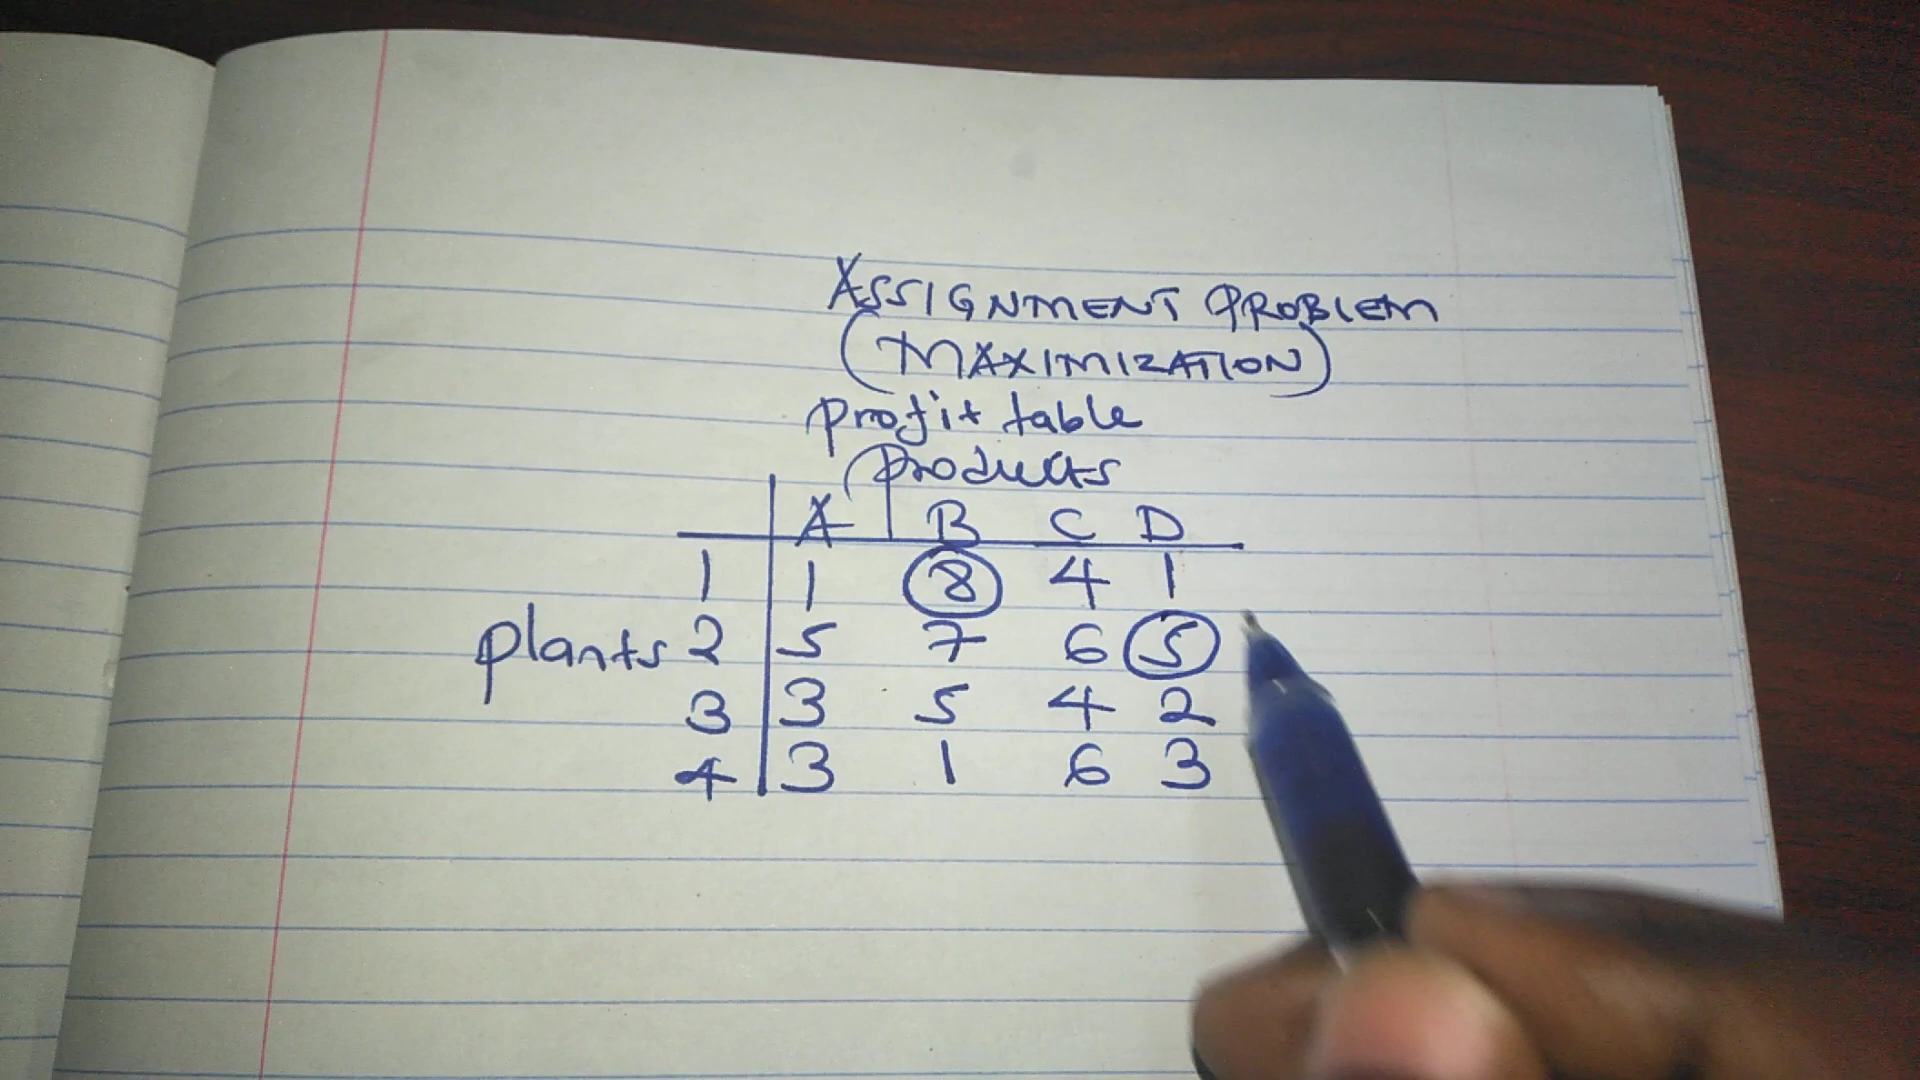 ASSIGNMENT PROBLEM
(MAXIMIZATION)
profit table
products
A B C D
1 1 8 4 1
plants 2 5 7 6 5
3 3 5 4 2
4 3 1 6 3